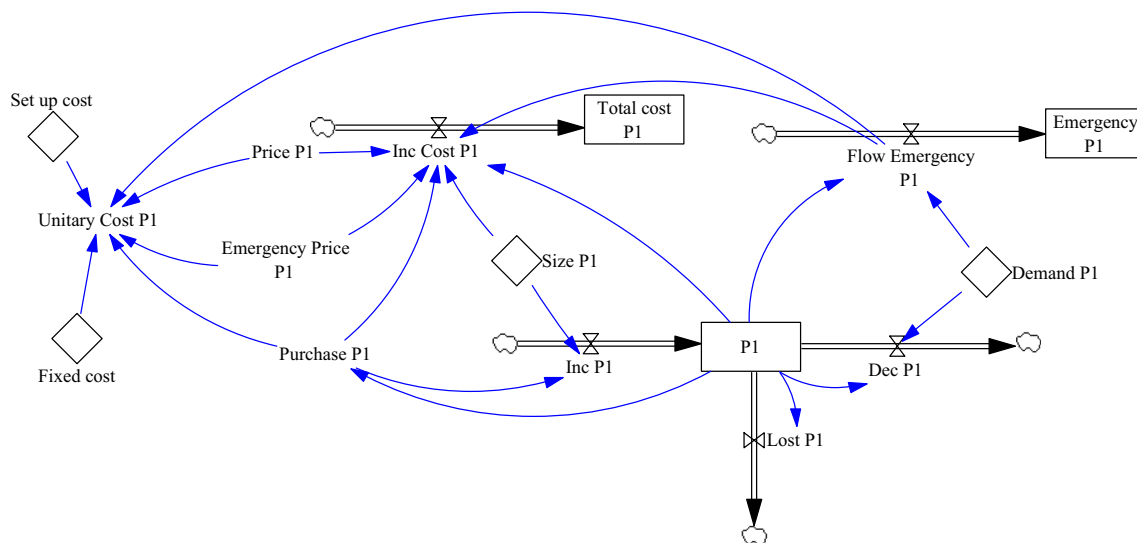 Set up cost
Total cost
P1
Emergency
P1
Price P1
Inc Cost P1
Flow Emergency
P1
Unitary Cost P1
Emergency Price
P1
Size P1
Demand P1
Purchase P1
Inc P1
P1
Dec P1
Fixed cost
Lost P1